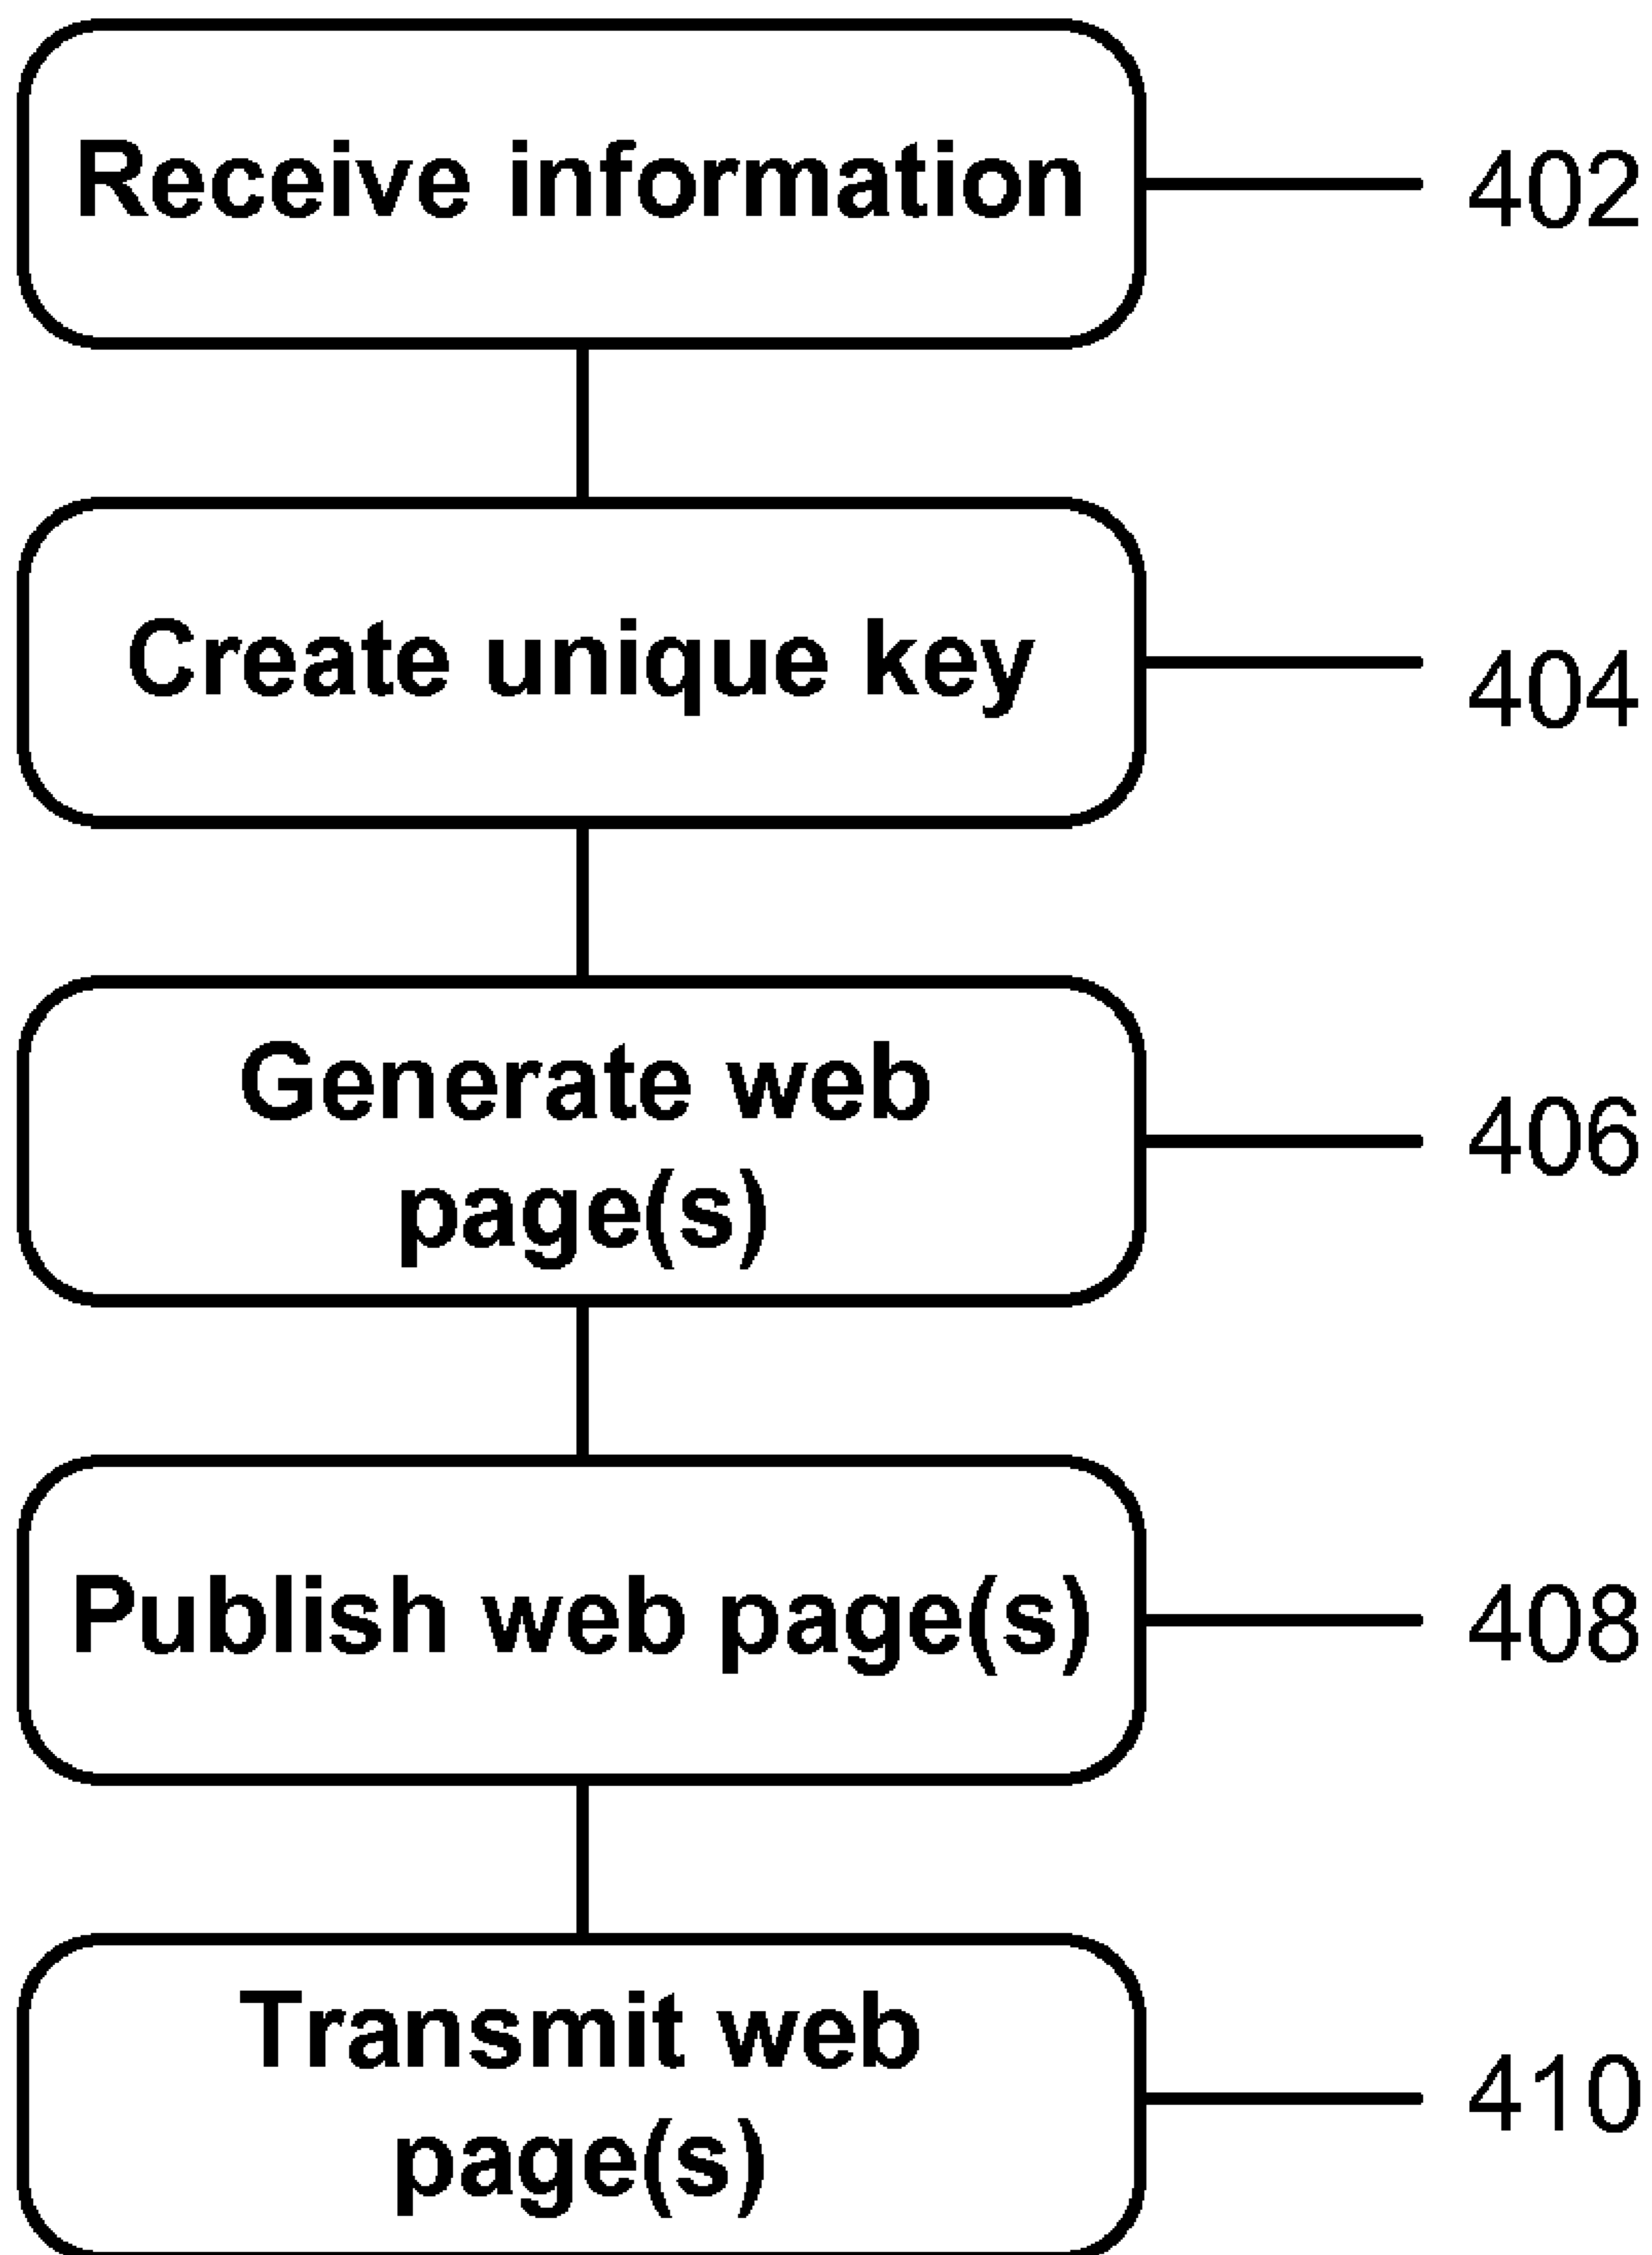 Receive information
402
Create unique key
404
Generate web
page(s)
406
Publish web page(s)
408
Transmit web
page(s)
410